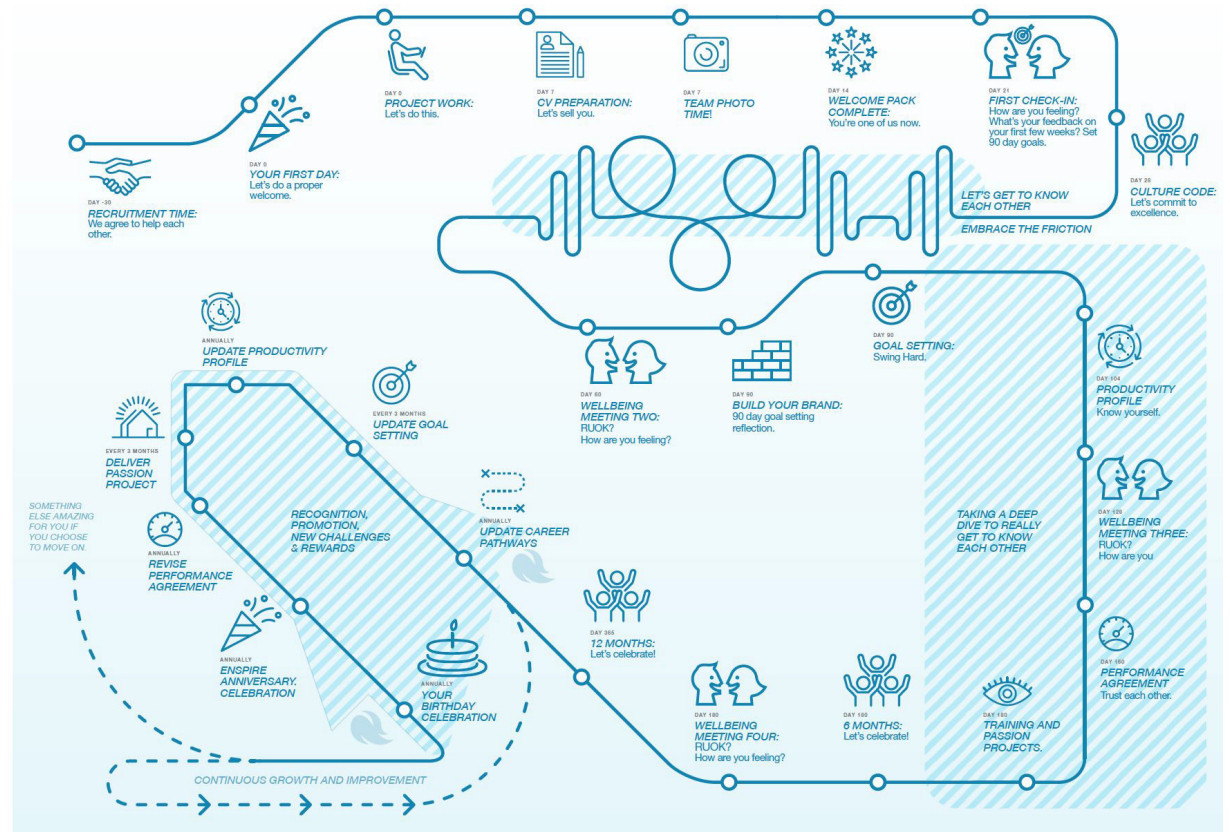 DAY -30
RECRUITMENT TIME:
We agree to help each
other.
DAY 0
YOUR FIRST DAY:
Let's do a proper
welcome.
DAY 0
PROJECT WORK:
Let's do this.
DAY 7
CV PREPARATION:
Let's sell you.
DAY 7
TEAM PHOTO
TIME!
DAY 14
WELCOME PACK
COMPLETE:
You're one of us now.
DAY 21
FIRST CHECK-IN:
How are you feeling?
What's your feedback on
your first few weeks? Set
90 day goals.
DAY 28
CULTURE CODE:
Let's commit to
excellence.
LET'S GET TO KNOW
EACH OTHER
EMBRACE THE FRICTION
DAY 60
WELLBEING
MEETING TWO:
RUOK?
How are you feeling?
DAY 90
BUILD YOUR BRAND:
90 day goal setting
reflection.
DAY 90
GOAL SETTING:
Swing Hard.
DAY 104
PRODUCTIVITY
PROFILE
Know yourself.
DAY 120
WELLBEING
MEETING THREE:
RUOK?
How are you
TAKING A DEEP
DIVE TO REALLY
GET TO KNOW
EACH OTHER
DAY 180
PERFORMANCE
AGREEMENT
Trust each other.
DAY 180
TRAINING AND
PASSION
PROJECTS.
DAY 180
6 MONTHS:
Let's celebrate!
DAY 180
WELLBEING
MEETING FOUR:
RUOK?
How are you feeling?
DAY 365
12 MONTHS:
Let's celebrate!
ANNUALLY
UPDATE CAREER
PATHWAYS
EVERY 3 MONTHS
UPDATE GOAL
SETTING
ANNUALLY
UPDATE PRODUCTIVITY
PROFILE
EVERY 3 MONTHS
DELIVER
PASSION
PROJECT
ANNUALLY
REVISE
PERFORMANCE
AGREEMENT
ANNUALLY
ENSPIRE
ANNIVERSARY.
CELEBRATION
ANNUALLY
YOUR
BIRTHDAY
CELEBRATION
RECOGNITION,
PROMOTION,
NEW CHALLENGES
& REWARDS
SOMETHING
ELSE AMAZING
FOR YOU IF
YOU CHOOSE
TO MOVE ON.
CONTINUOUS GROWTH AND IMPROVEMENT